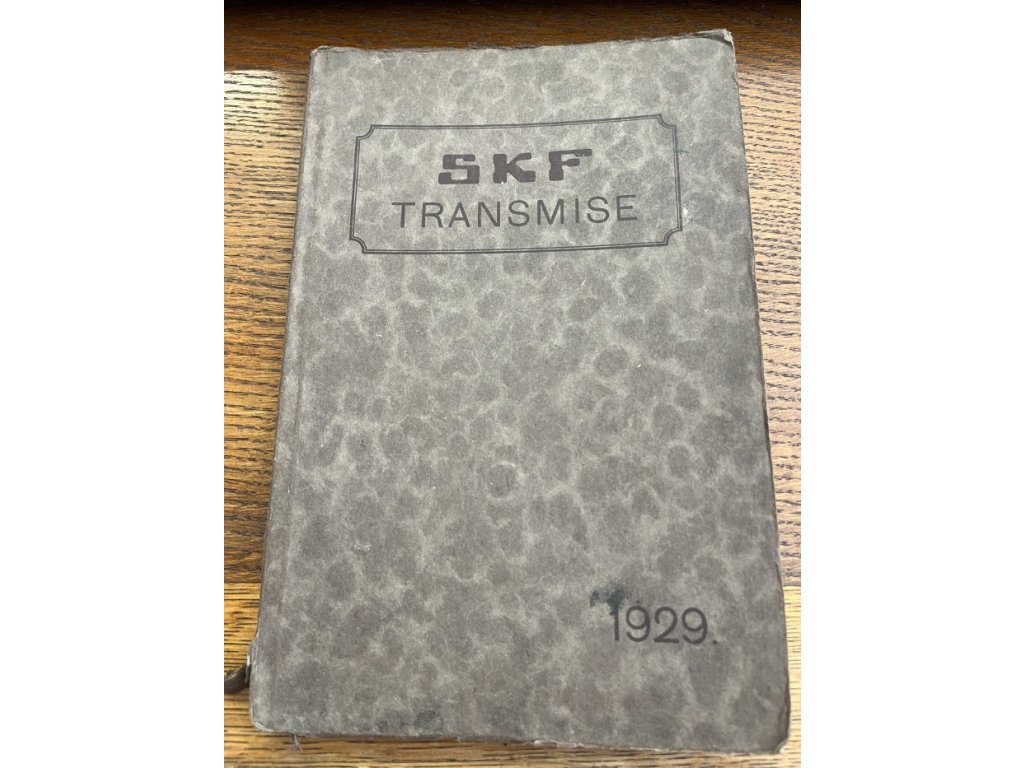 SKF
TRANSMISE
1929.